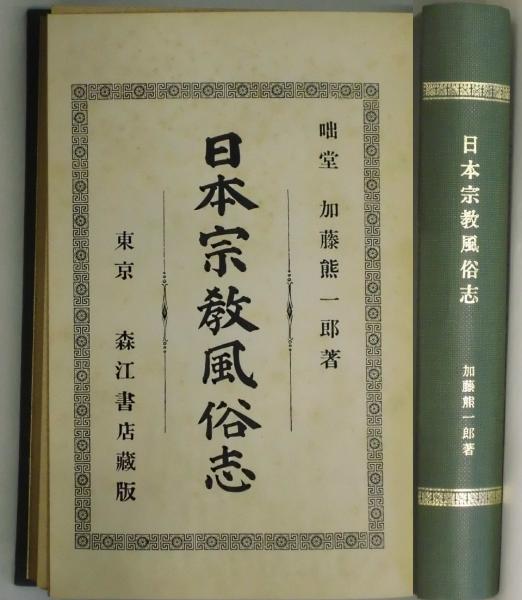 咄堂 加藤熊一郎著
日本宗教風俗志
東京 森江書店藏版
日本宗教風俗志
加藤熊一郎著